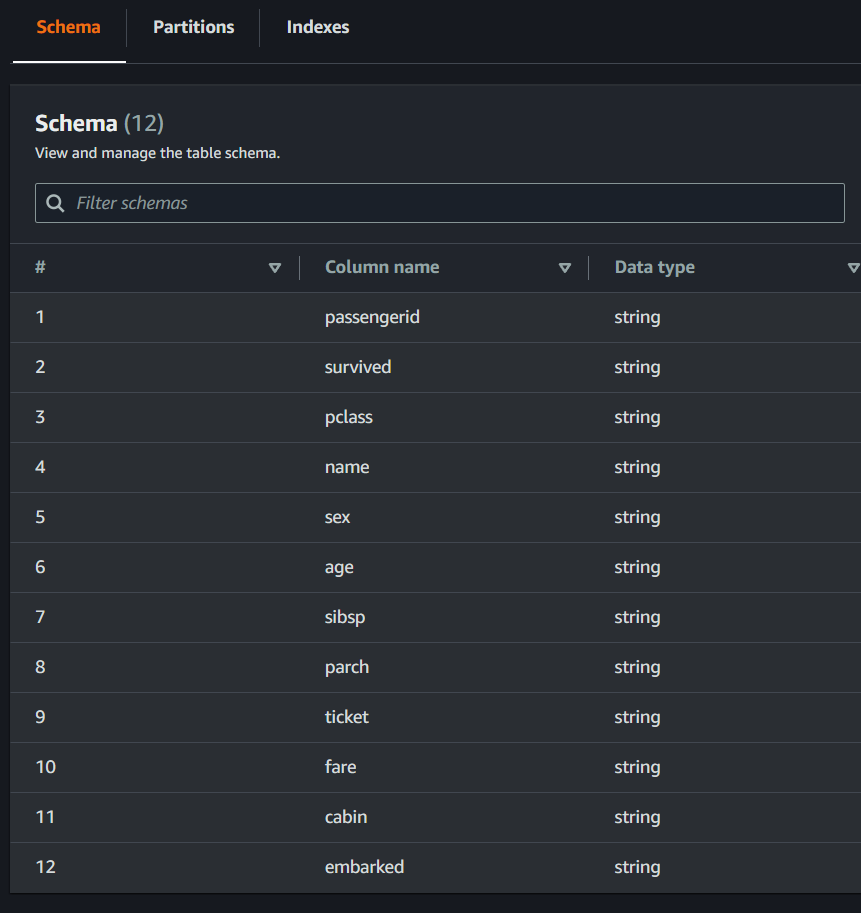 Schema Partitions Indexes
Schema (12)
View and manage the table schema.
Filter schemas
# Column name Data type
1 passengerid string
2 survived string
3 pclass string
4 name string
5 sex string
6 age string
7 sibsp string
8 parch string
9 ticket string
10 fare string
11 cabin string
12 embarked string